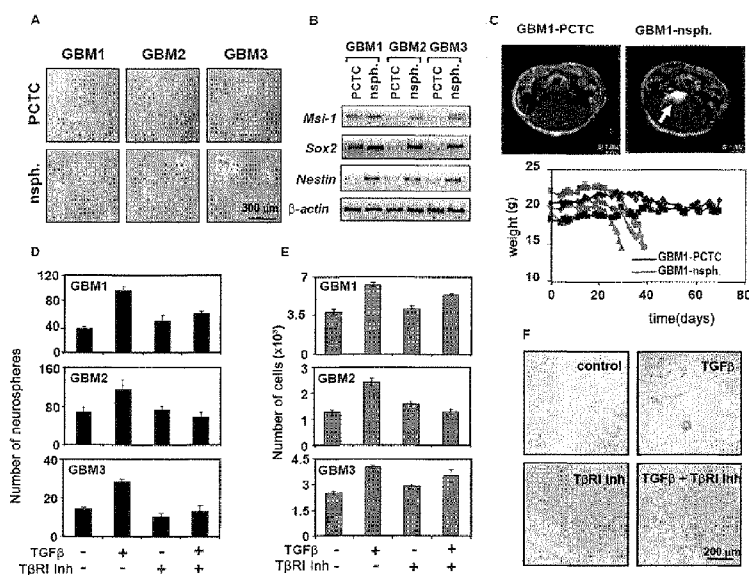 A
GBM1 GBM2 GBM3
PCTC
nsph.
300 µm
B
GBM1 GBM2 GBM3
PCTC nsph. PCTC nsph. PCTC nsph.
Msi-1
Sox2
Nestin
β-actin
C
GBM1-PCTC GBM1-nsph.
weight (g)
25
20
15
10
0 20 40 60 80
time(days)
GBM1-PCTC
GBM1-nsph.
D
Number of neurospheres
GBM1
120
80
40
0
GBM2
160
80
0
GBM3
40
20
0
TGFβ - + - +
TβRI Inh - - + +
E
Number of cells (x10³)
GBM1
7
3.5
0
GBM2
3
2
1
0
GBM3
4.5
3
1.5
0
TGFβ - + - +
TβRI Inh - - + +
F
control
TGFβ
TβRI Inh
TGFβ + TβRI Inh
200 µm